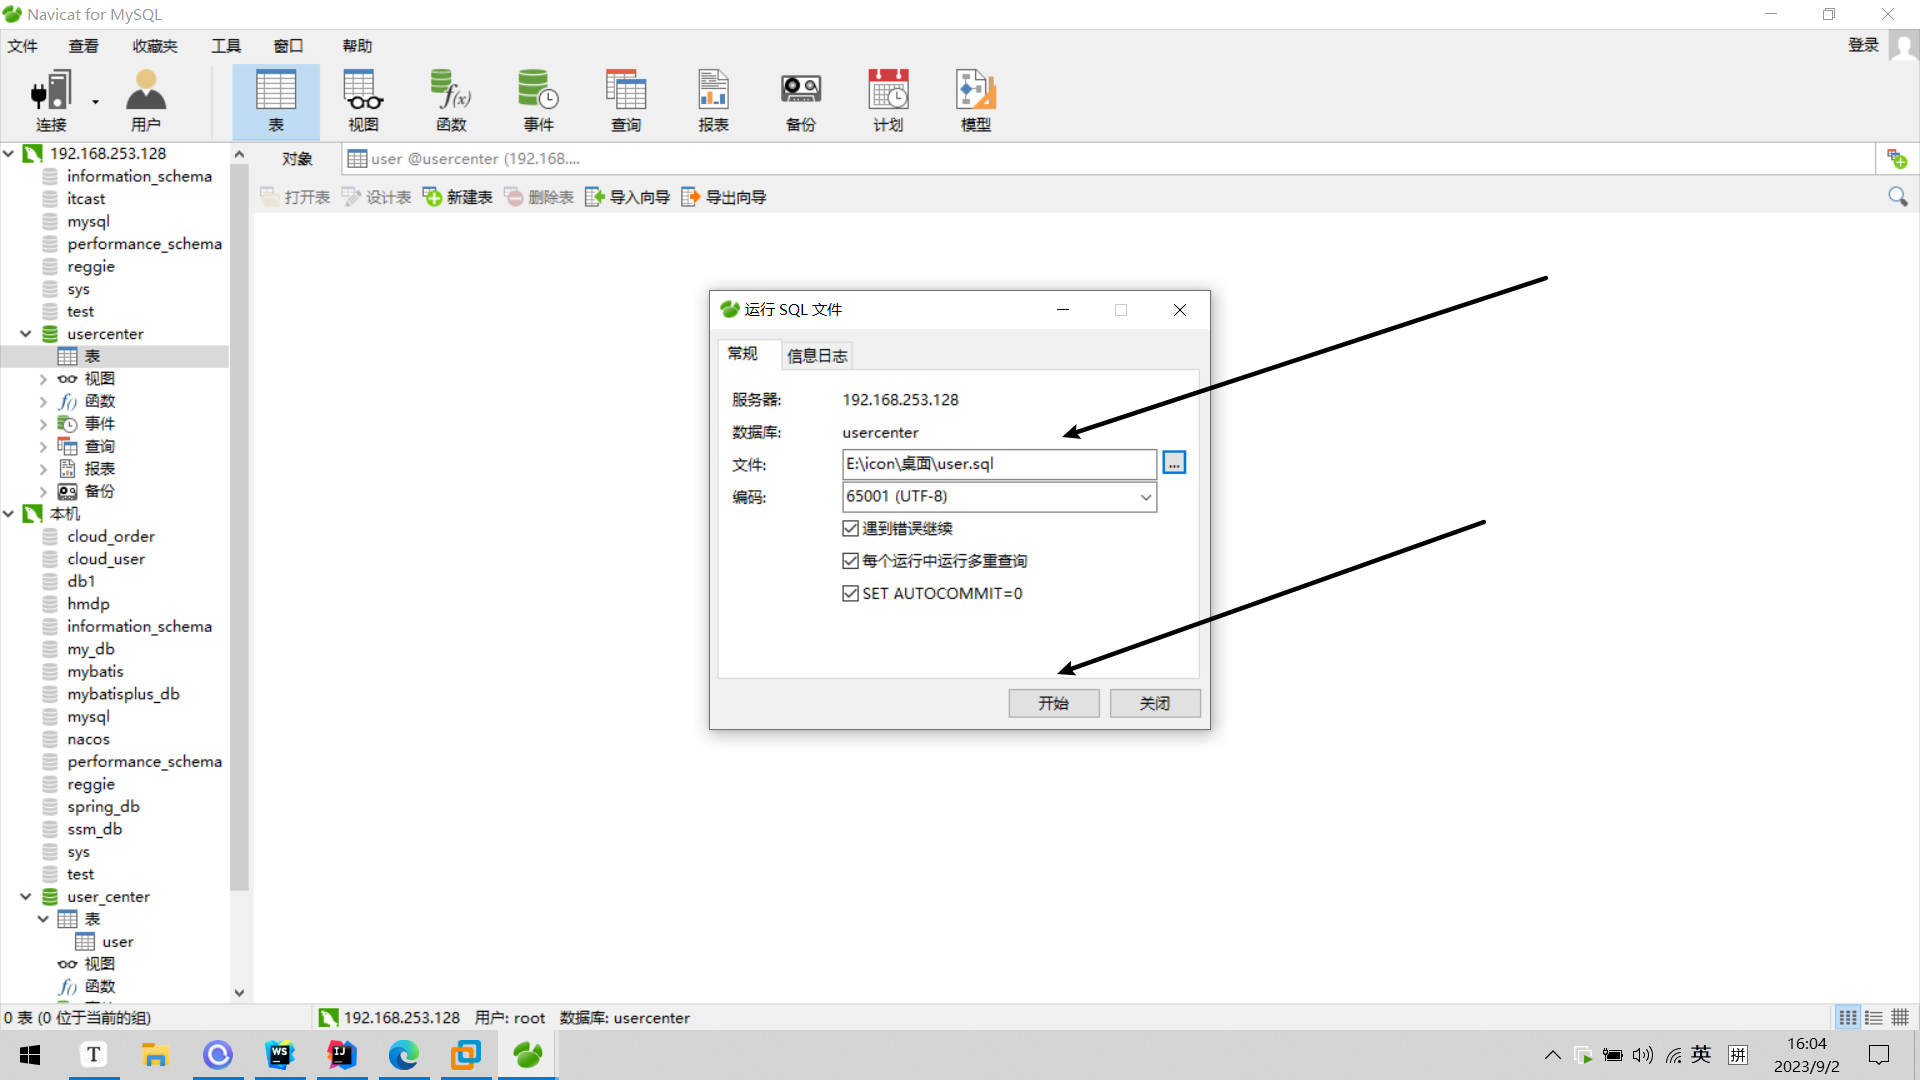 Navicat for MySQL
文件 查看 收藏夹 工具 窗口 帮助 登录
连接 用户 表 视图 函数 事件 查询 报表 备份 计划 模型
对象 user @usercenter (192.168....
打开表 设计表 新建表 删除表 导入向导 导出向导
192.168.253.128
information_schema
itcast
mysql
performance_schema
reggie
sys
test
usercenter
表
视图
函数
事件
查询
报表
备份
本机
cloud_order
cloud_user
db1
hmdp
information_schema
my_db
mybatis
mybatisplus_db
mysql
nacos
performance_schema
reggie
spring_db
ssm_db
sys
test
user_center
表
user
视图
函数
运行 SQL 文件
常规 信息日志
服务器: 192.168.253.128
数据库: usercenter
文件: E:\icon\桌面\user.sql ...
编码: 65001 (UTF-8)
遇到错误继续
每个运行中运行多重查询
SET AUTOCOMMIT=0
开始 关闭
0 表 (0 位于当前的组) 192.168.253.128 用户: root 数据库: usercenter
T WS IJ 英 拼 16:04
2023/9/2